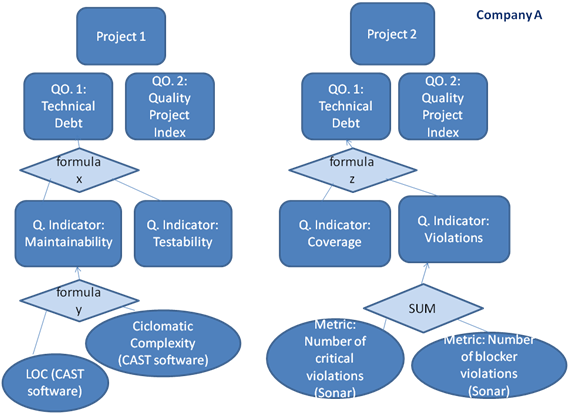 Company A
Project 1
Project 2
QO. 1:
Technical
Debt
QO. 2:
Quality
Project
Index
QO. 1:
Technical
Debt
QO. 2:
Quality
Project
Index
formula
x
formula
z
Q. Indicator:
Maintainability
Q. Indicator:
Testability
Q. Indicator:
Coverage
Q. Indicator:
Violations
formula
y
SUM
Ciclomatic
Complexity
(CAST software)
LOC (CAST
software)
Metric:
Number of
critical
violations
(Sonar)
Metric: Number
of blocker
violations
(Sonar)